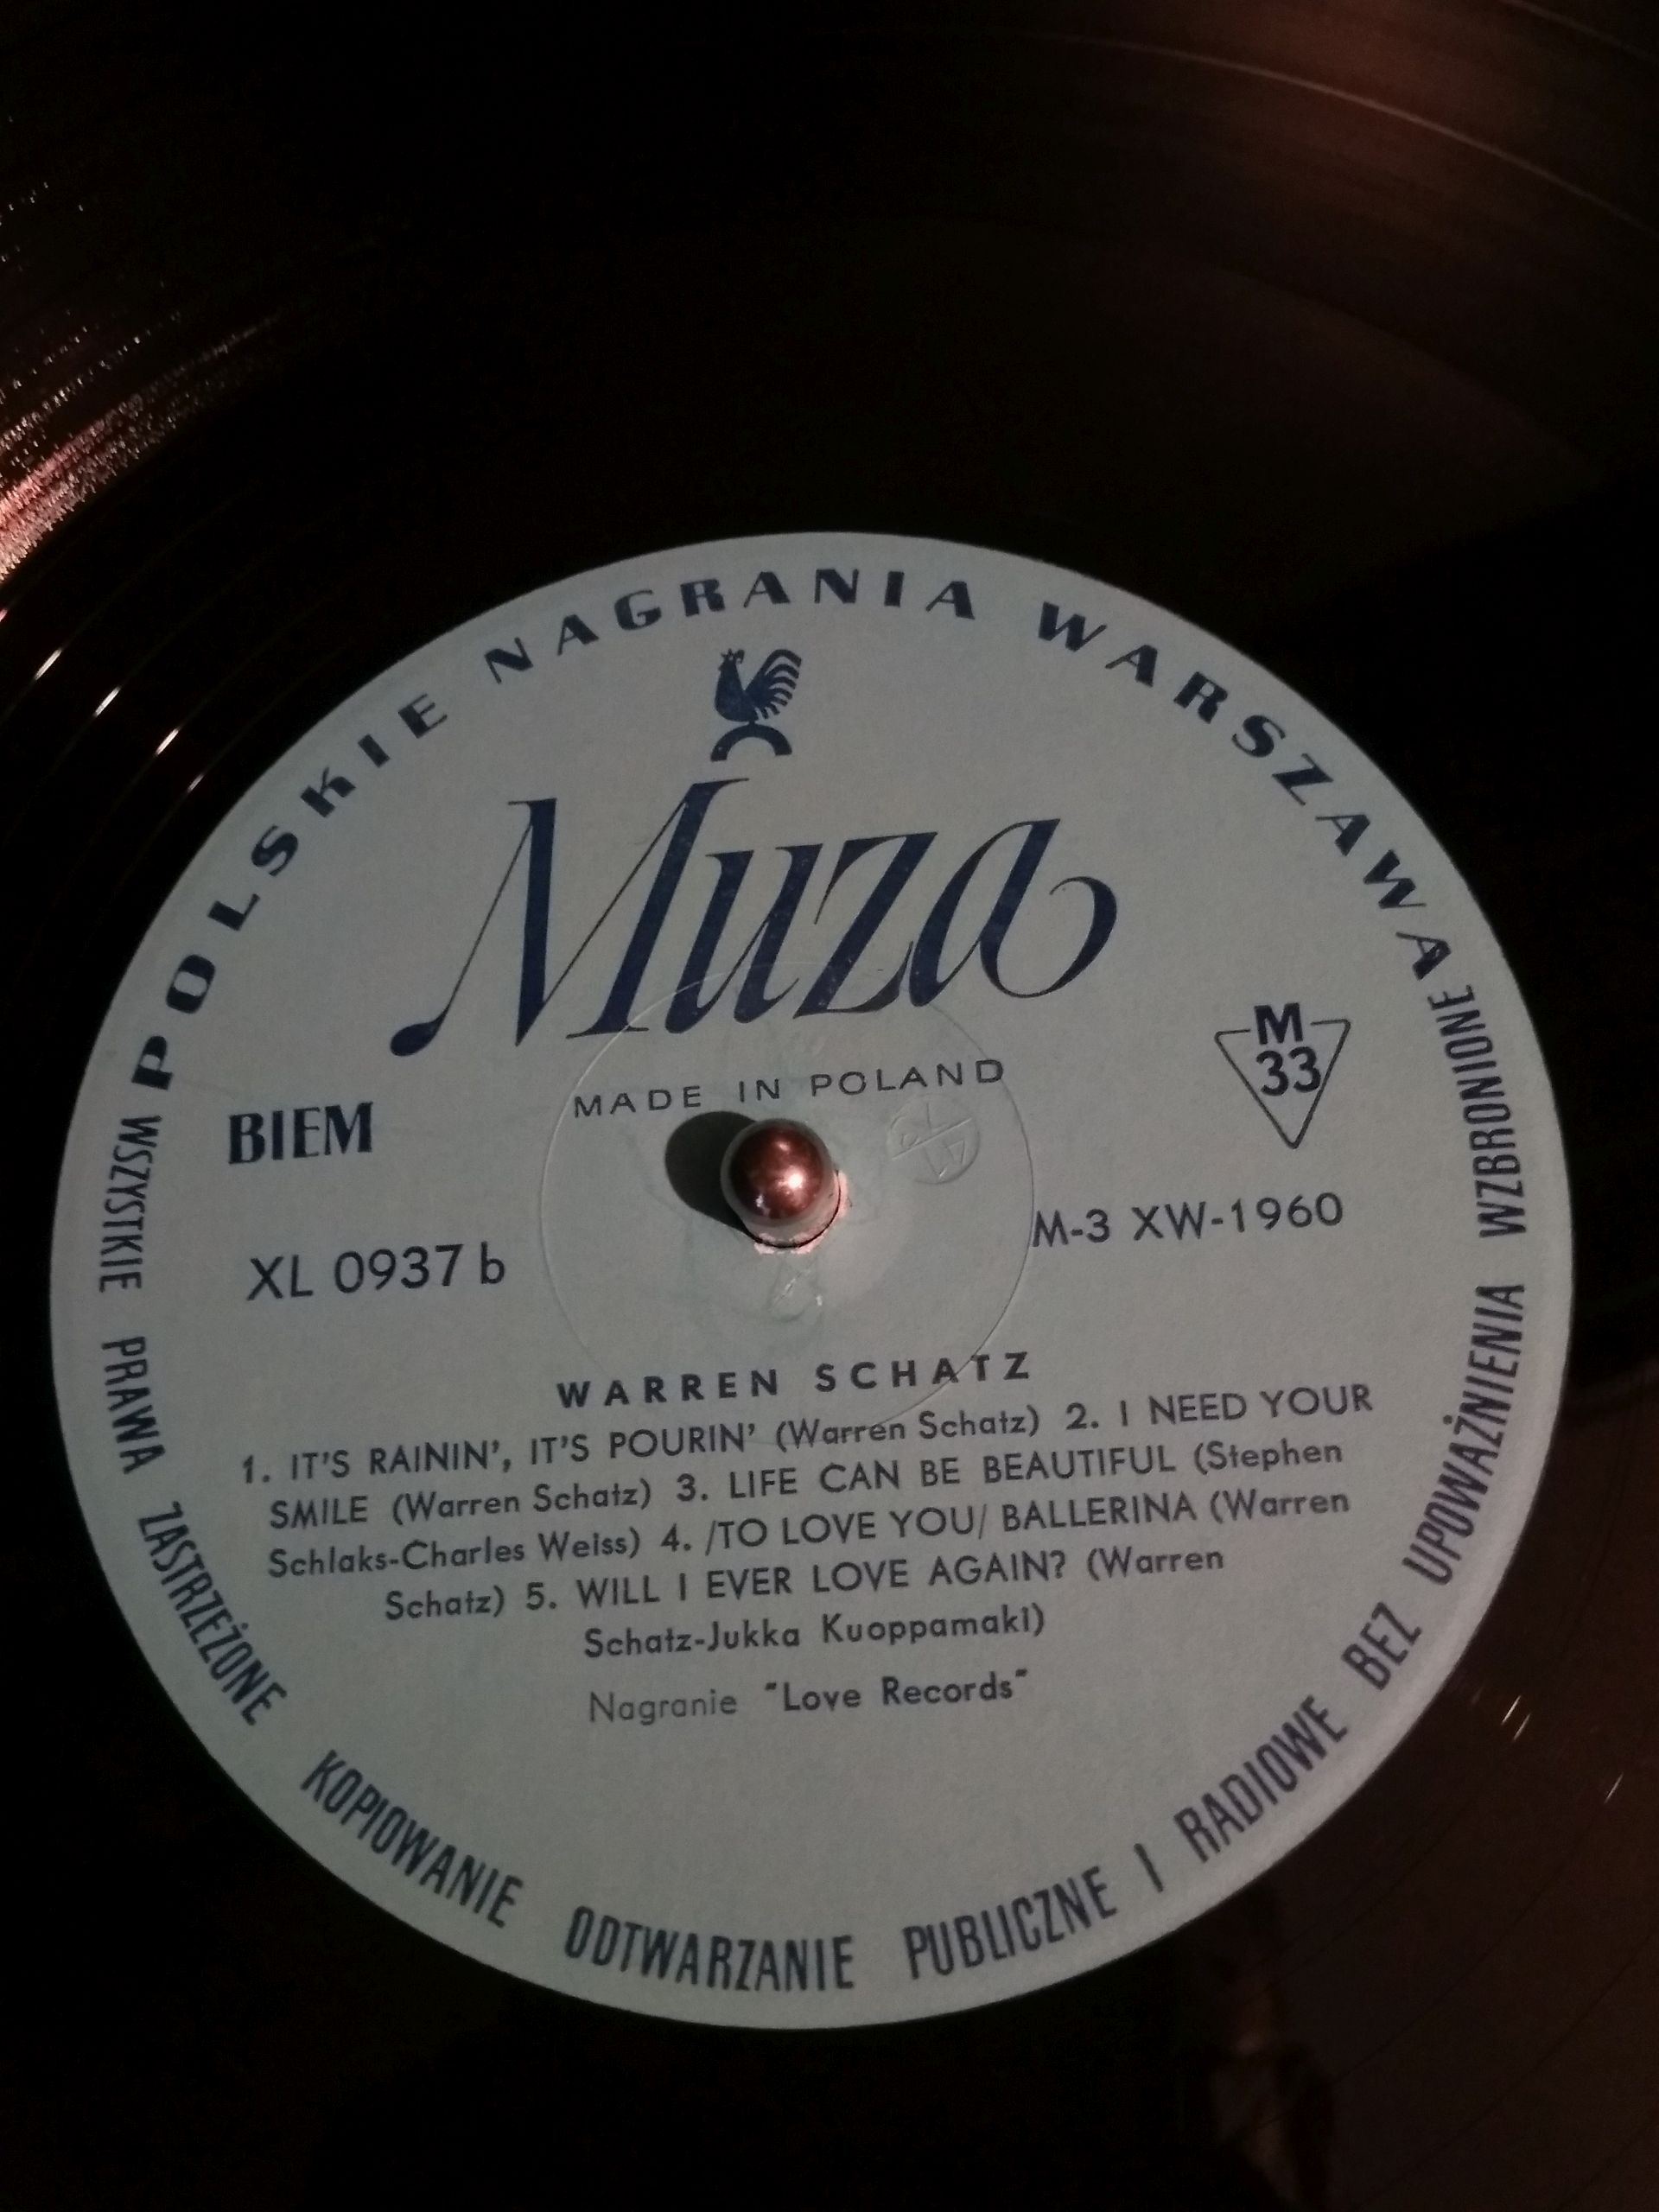 POLSKIE NAGRANIA WARSZAWA
Muza
MADE IN POLAND
M
33
BIEM
XL 0937 b
M-3 XW-1960
WARREN SCHATZ
1. IT'S RAININ', IT'S POURIN' (Warren Schatz) 2. I NEED YOUR
SMILE (Warren Schatz) 3. LIFE CAN BE BEAUTIFUL (Stephen
Schlaks-Charles Weiss) 4. /TO LOVE YOU/ BALLERINA (Warren
Schatz) 5. WILL I EVER LOVE AGAIN? (Warren
Schatz-Jukka Kuoppamaki)
Nagranie "Love Records"
WSZYSTKIE PRAWA ZASTRZEŻONE KOPIOWANIE ODTWARZANIE PUBLICZNE I RADIOWE BEZ UPOWAŻNIENIA WZBRONIONE